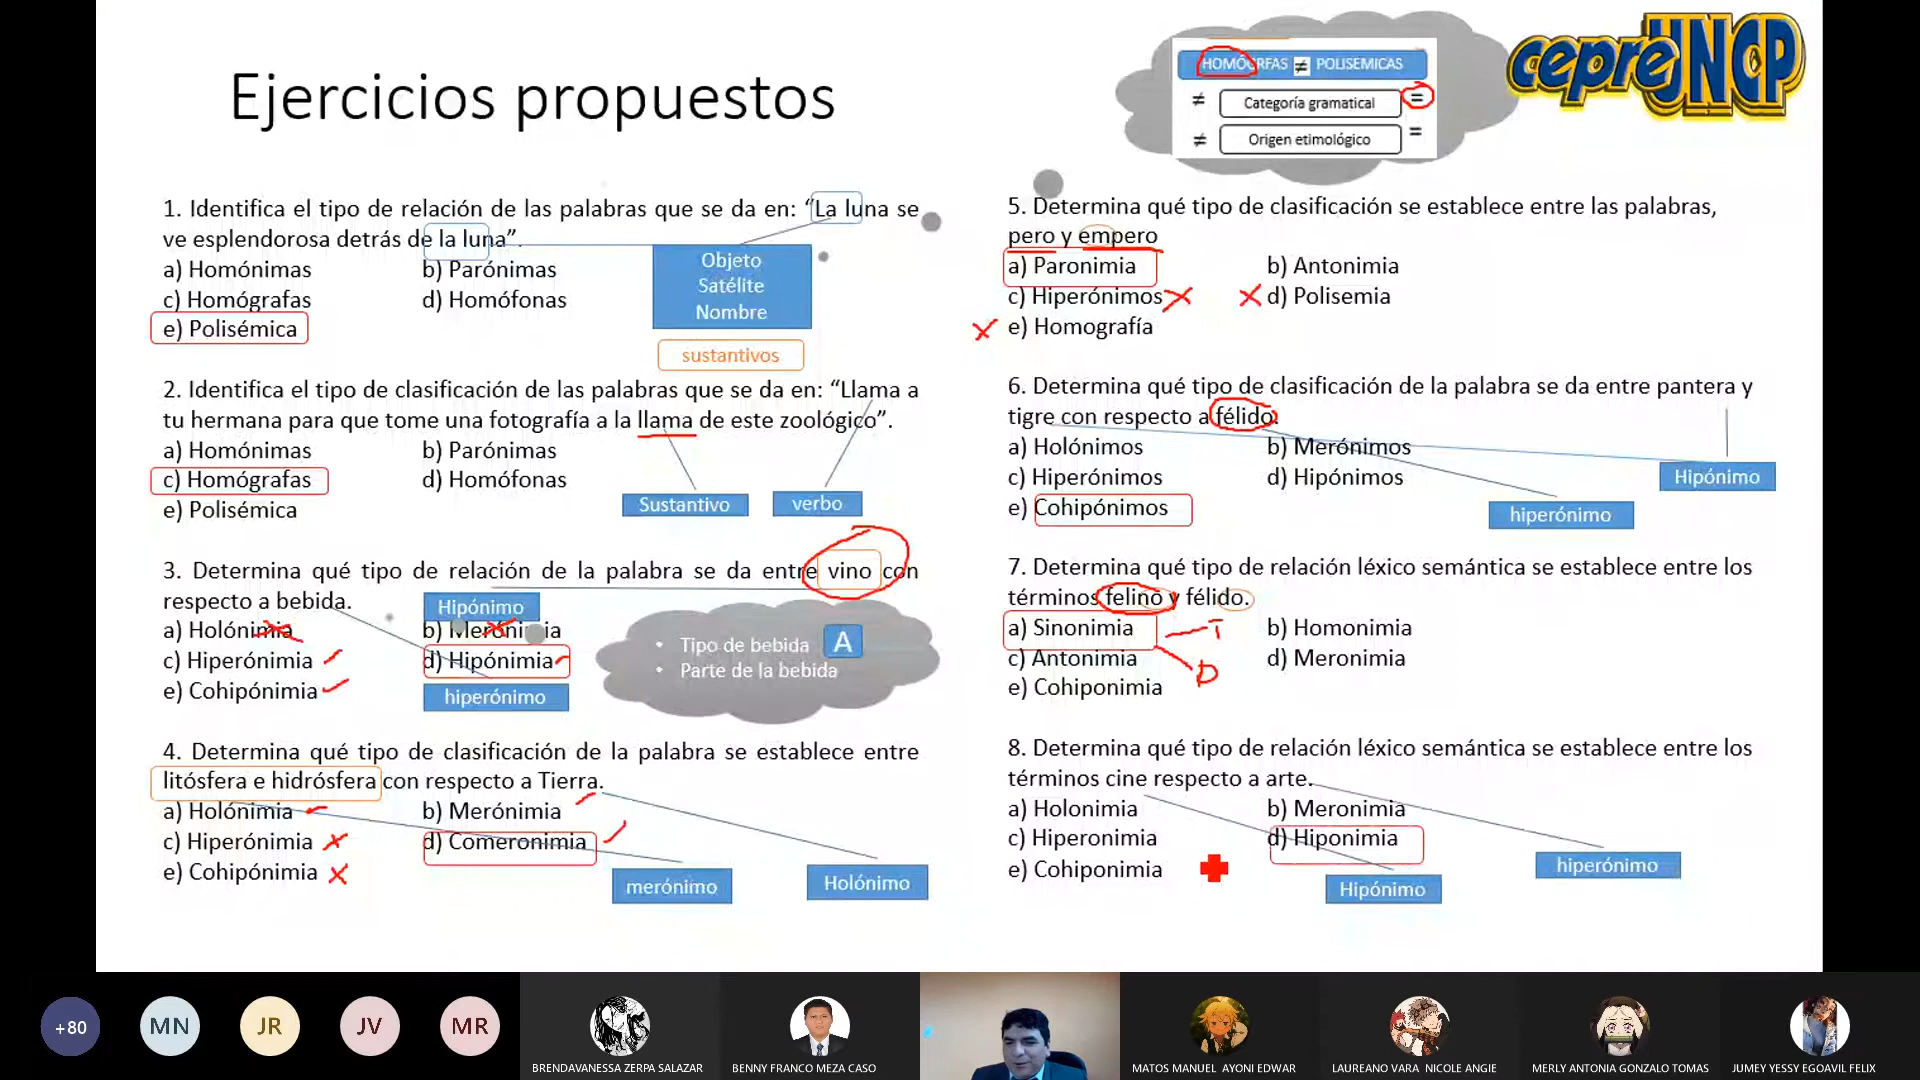 Ejercicios propuestos
HOMÓGRFAS ≠ POLISEMICAS
≠ Categoría gramatical =
≠ Origen etimológico =
cepreUNCP
1. Identifica el tipo de relación de las palabras que se da en: “La luna se
ve esplendorosa detrás de la luna”.
a) Homónimas b) Parónimas
c) Homógrafas d) Homófonas
e) Polisémica
Objeto
Satélite
Nombre
sustantivos
2. Identifica el tipo de clasificación de las palabras que se da en: “Llama a
tu hermana para que tome una fotografía a la llama de este zoológico”.
a) Homónimas b) Parónimas
c) Homógrafas d) Homófonas
e) Polisémica
Sustantivo verbo
3. Determina qué tipo de relación de la palabra se da entre vino con
respecto a bebida.
Hipónimo
a) Holónimia b) Merónimia
c) Hiperónimia d) Hipónimia
e) Cohipónimia
hiperónimo
• Tipo de bebida A
• Parte de la bebida
4. Determina qué tipo de clasificación de la palabra se establece entre
litósfera e hidrósfera con respecto a Tierra.
a) Holónimia b) Merónimia
c) Hiperónimia d) Comeronimia
e) Cohipónimia
merónimo Holónimo
5. Determina qué tipo de clasificación se establece entre las palabras,
pero y empero
a) Paronimia b) Antonimia
c) Hiperónimos d) Polisemia
e) Homografía
6. Determina qué tipo de clasificación de la palabra se da entre pantera y
tigre con respecto a félido.
a) Holónimos b) Merónimos
c) Hiperónimos d) Hipónimos
e) Cohipónimos
Hipónimo
hiperónimo
7. Determina qué tipo de relación léxico semántica se establece entre los
términos felino y félido.
a) Sinonimia b) Homonimia
c) Antonimia d) Meronimia
e) Cohiponimia
T
D
8. Determina qué tipo de relación léxico semántica se establece entre los
términos cine respecto a arte.
a) Holonimia b) Meronimia
c) Hiperonimia d) Hiponimia
e) Cohiponimia
hiperónimo
Hipónimo
+80 MN JR JV MR
BRENDAVANESSA ZERPA SALAZAR
BENNY FRANCO MEZA CASO
MATOS MANUEL AYONI EDWAR
LAUREANO VARA NICOLE ANGIE
MERLY ANTONIA GONZALO TOMAS
JUMEY YESSY EGOAVIL FELIX